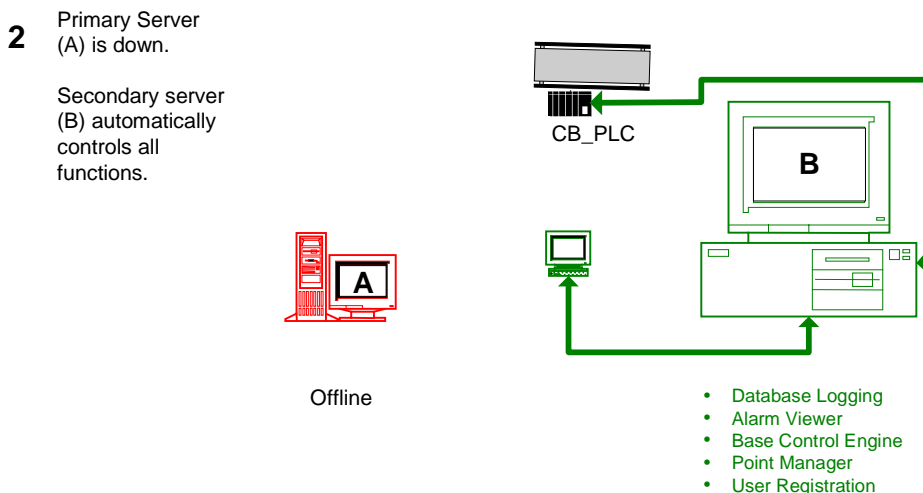 2
Primary Server
(A) is down.
Secondary server
(B) automatically
controls all
functions.
CB_PLC
B
A
Offline
• Database Logging
• Alarm Viewer
• Base Control Engine
• Point Manager
• User Registration